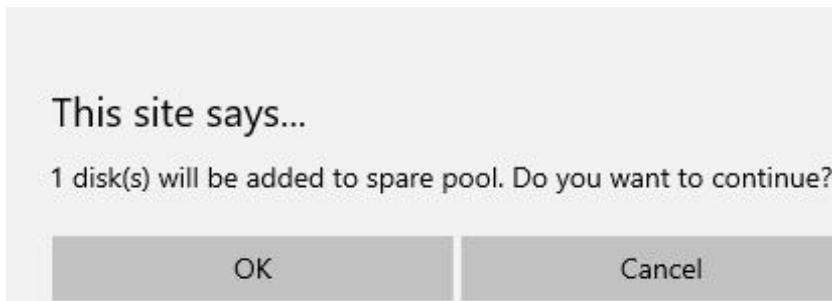 This site says...
1 disk(s) will be added to spare pool. Do you want to continue?
OK
Cancel